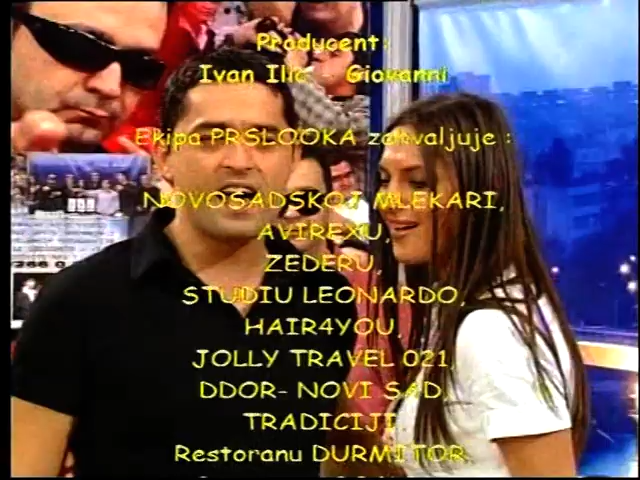 Producent:
Ivan Ilic - Giovanni
Ekipa PRSLOOKA zahvaljuje :
NOVOSADSKOJ MLEKARI,
AVIREXU,
ZEDERU,
STUDIU LEONARDO,
HAIR4YOU,
JOLLY TRAVEL 021,
DDOR- NOVI SAD,
TRADICIJI
Restoranu DURMITOR